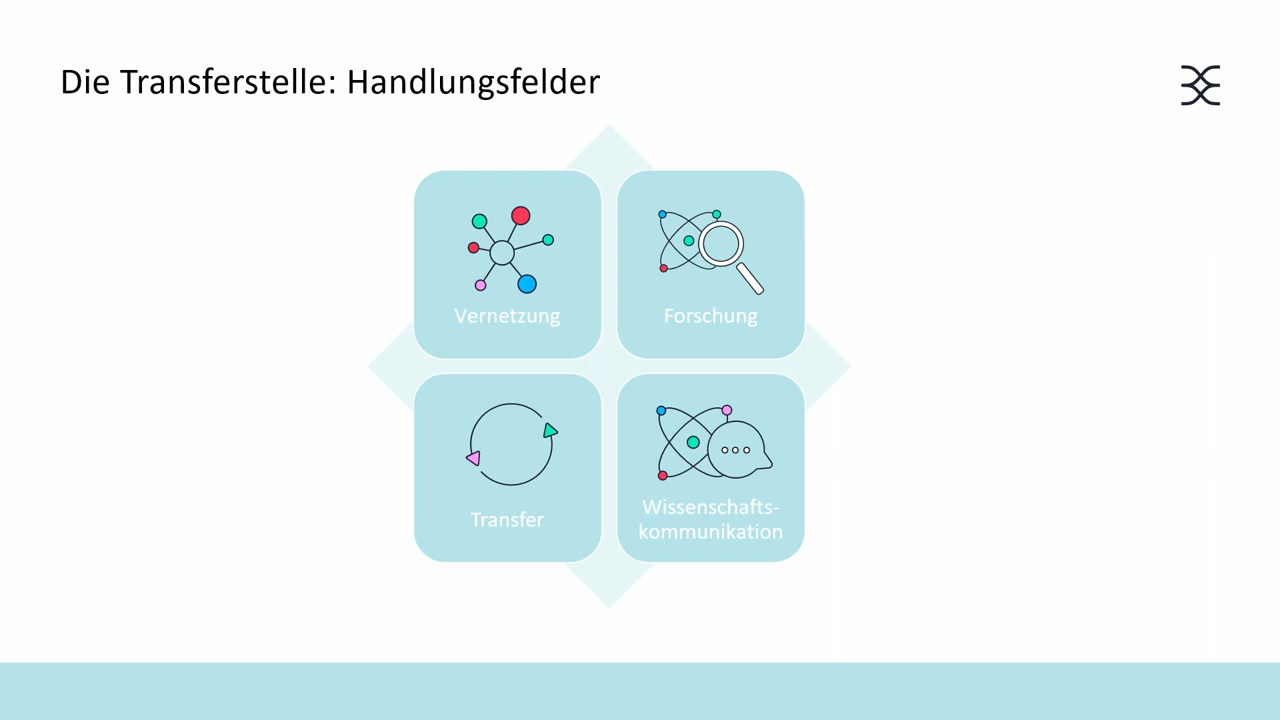 Die Transferstelle: Handlungsfelder
Vernetzung
Forschung
Transfer
Wissenschafts-
kommunikation